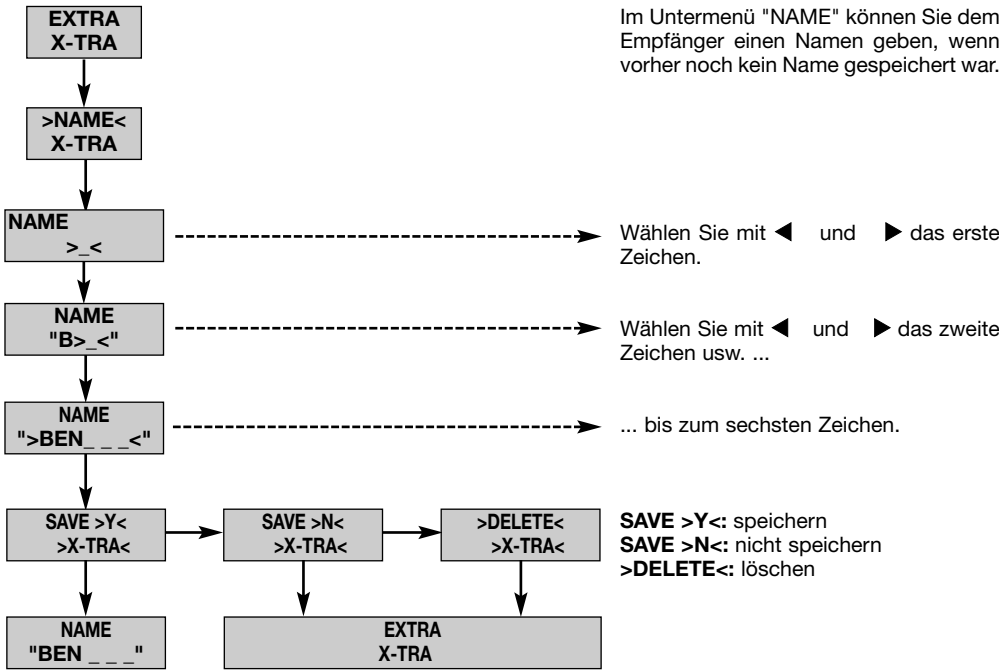 EXTRA
X-TRA
Im Untermenü "NAME" können Sie dem
Empfänger einen Namen geben, wenn
vorher noch kein Name gespeichert war.
>NAME<
X-TRA
NAME
>_<
Wählen Sie mit ◀ und ▶ das erste
Zeichen.
NAME
"B>_<"
Wählen Sie mit ◀ und ▶ das zweite
Zeichen usw. ...
NAME
">BEN_ _ _<"
... bis zum sechsten Zeichen.
SAVE >Y<
>X-TRA<
SAVE >N<
>X-TRA<
>DELETE<
>X-TRA<
SAVE >Y<: speichern
SAVE >N<: nicht speichern
>DELETE<: löschen
NAME
"BEN _ _ _"
EXTRA
X-TRA